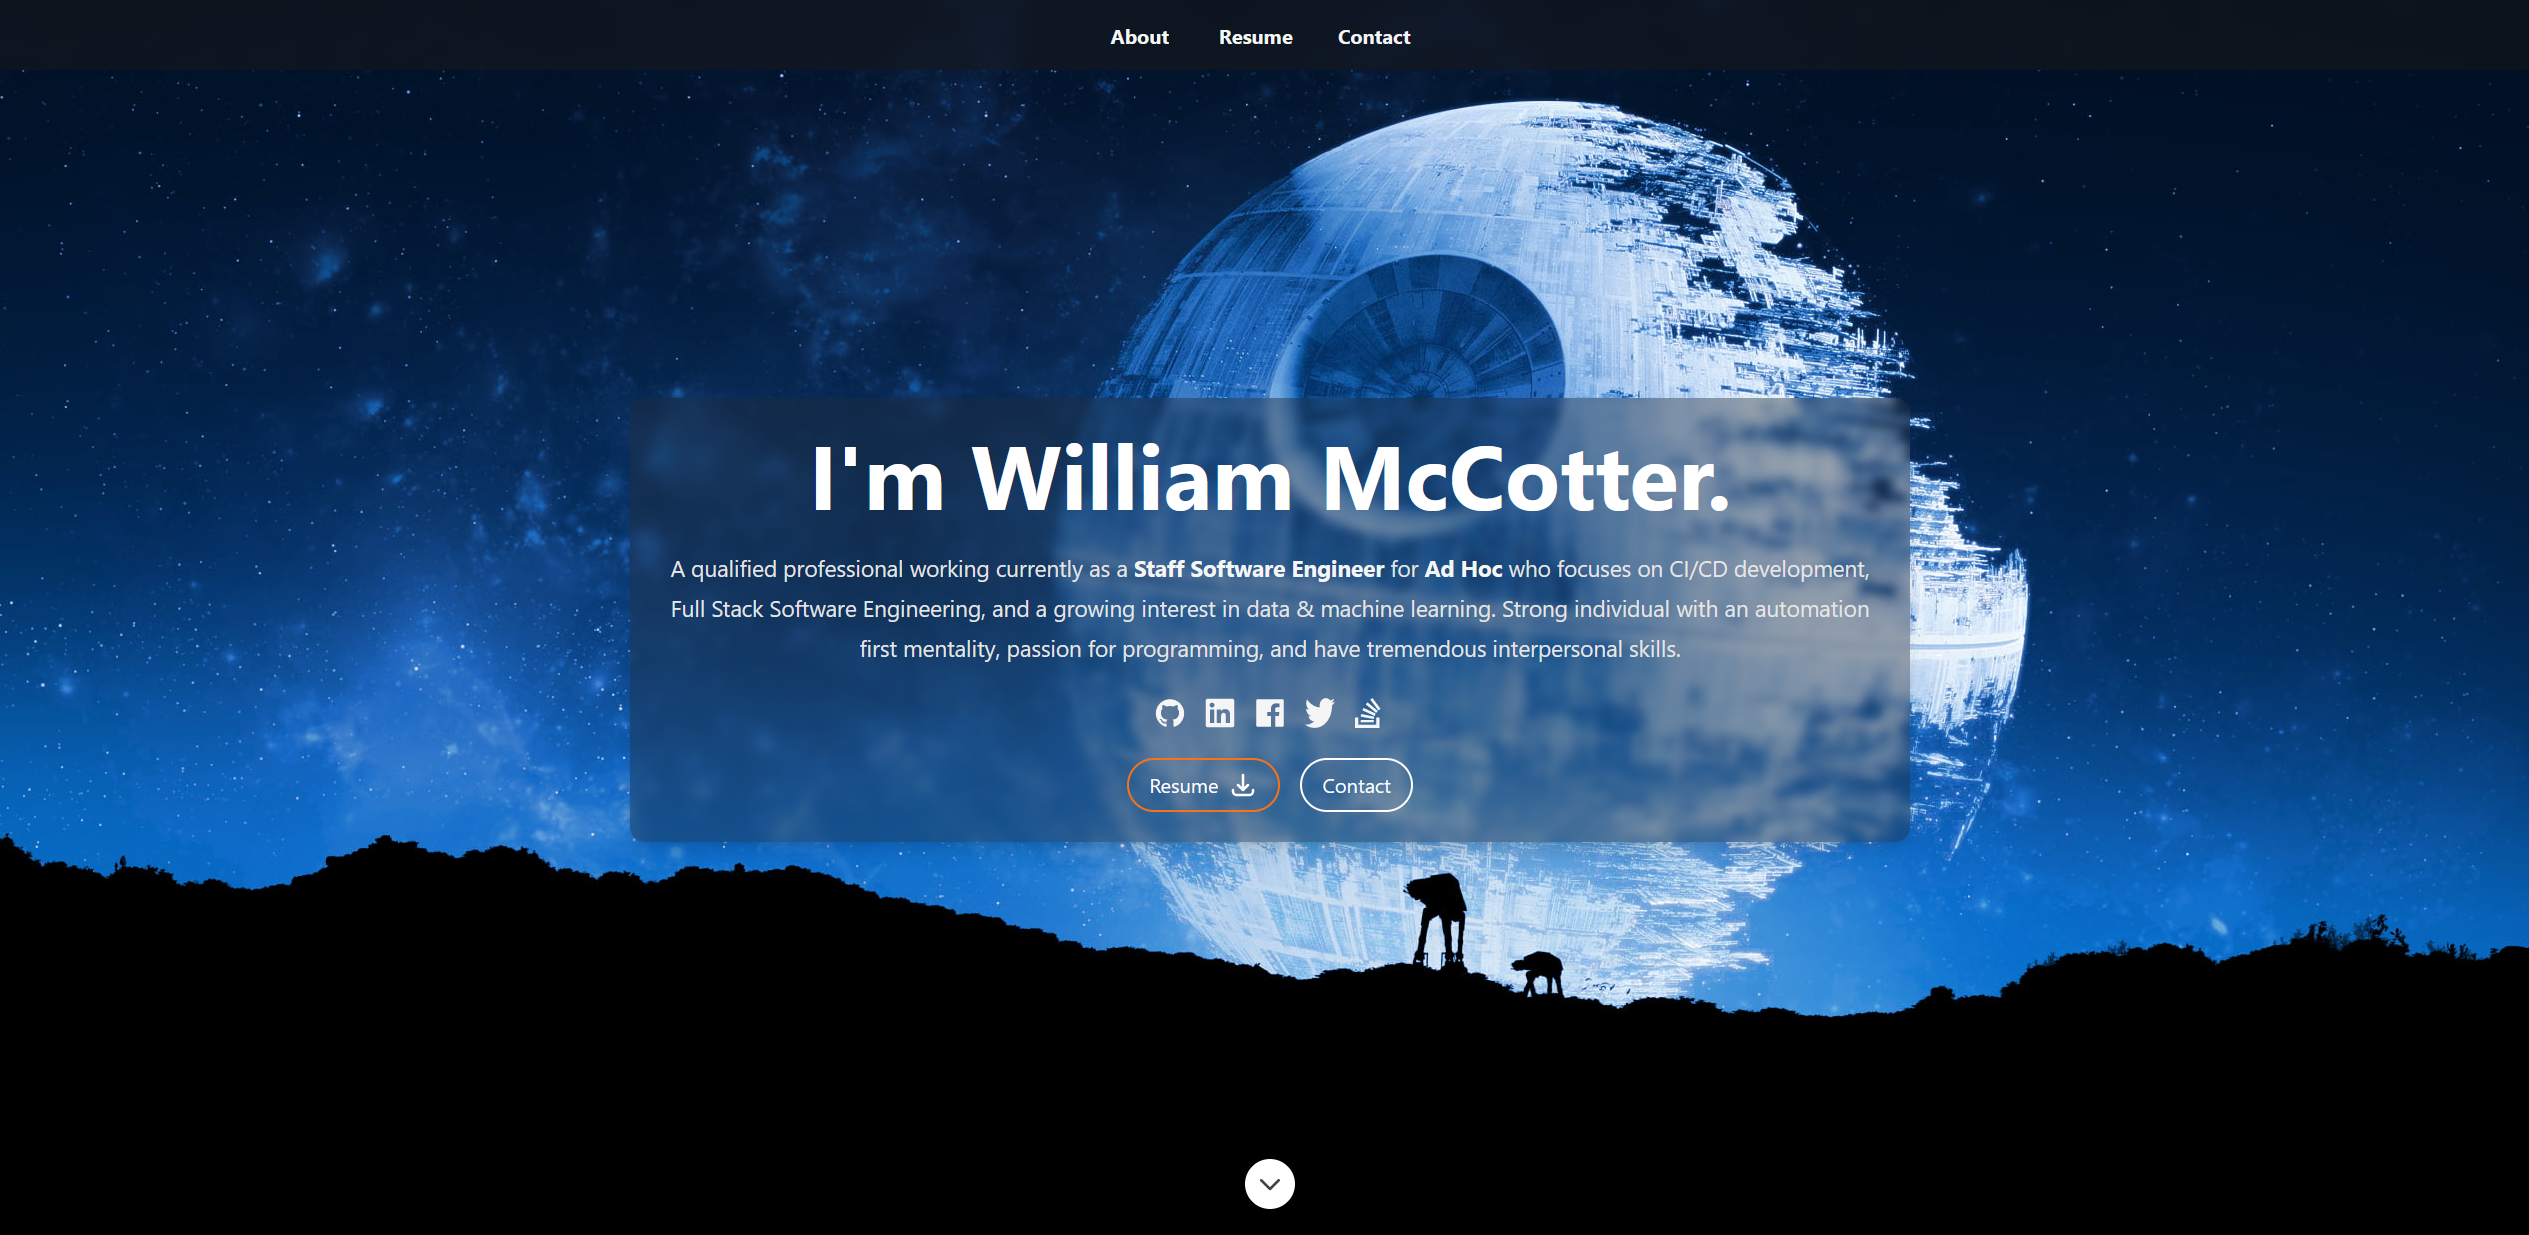 About Resume Contact
I'm William McCotter.
A qualified professional working currently as a Staff Software Engineer for Ad Hoc who focuses on CI/CD development,
Full Stack Software Engineering, and a growing interest in data & machine learning. Strong individual with an automation
first mentality, passion for programming, and have tremendous interpersonal skills.
in f
Resume Contact